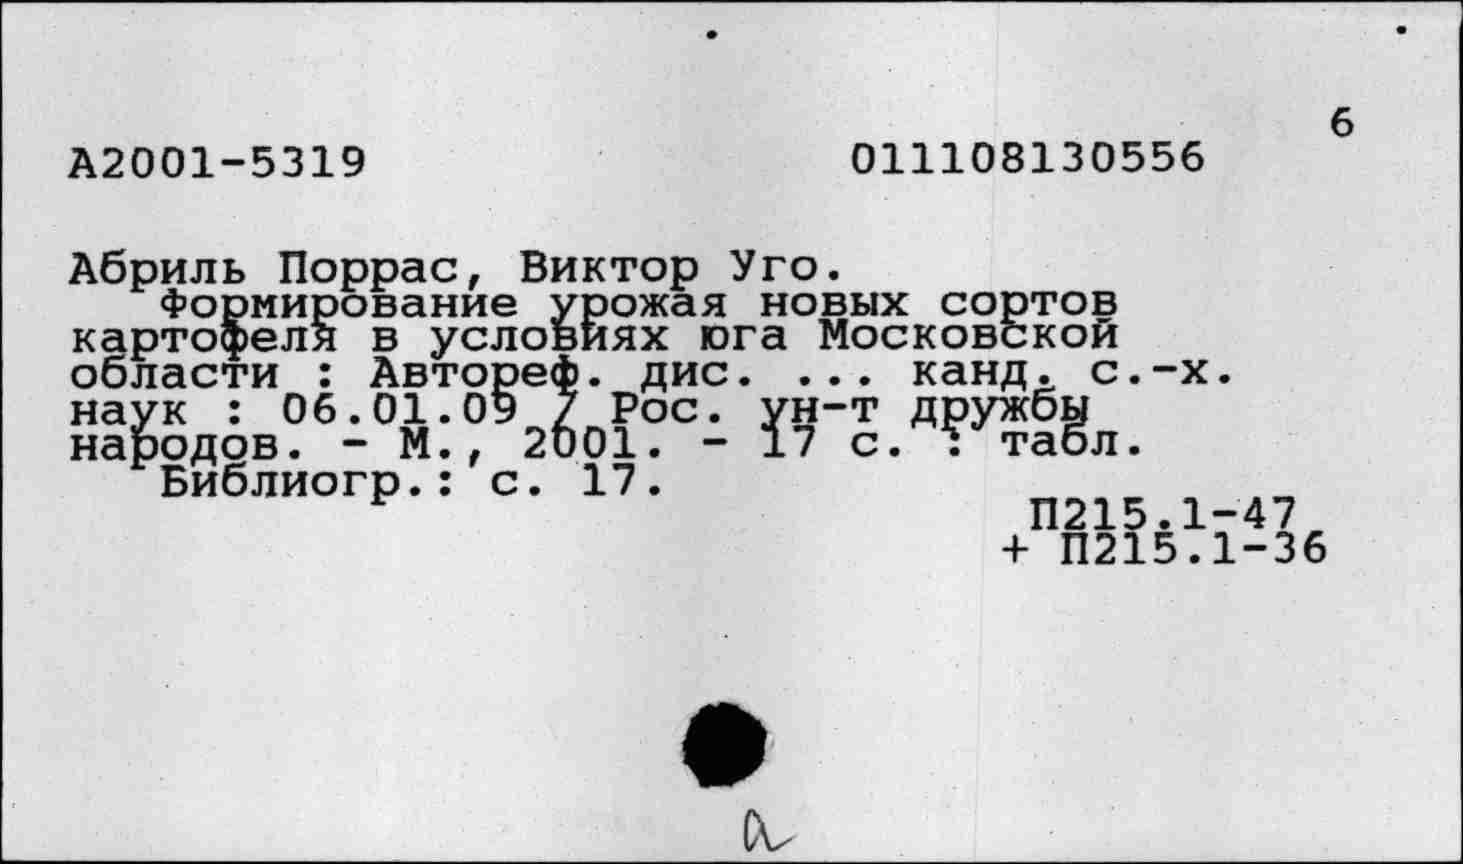 6
А2001-5319 011108130556
Абриль Поррас, Виктор Уго.
Формирование урожая новых сортов
картофеля в условиях юга Московской
области : Автореф. дис. ... канд. с.-х.
наук : 06.01.09 / Рос. ун-т дружбы
народов. - М., 2001. - 17 с. : табл.
Библиогр.: с. 17.
П215.1-47
+ П215.1-36
а